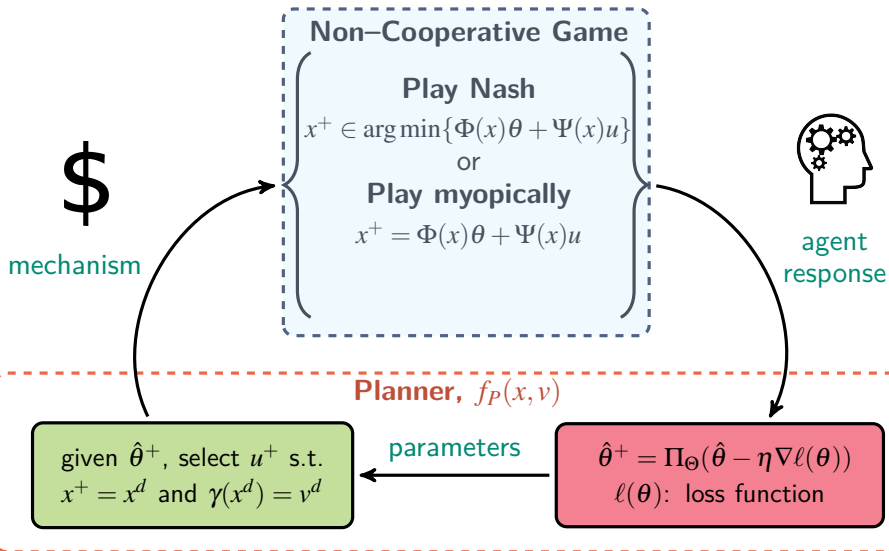 Non–Cooperative Game
Play Nash
x⁺ ∈ arg min{Φ(x)θ + Ψ(x)u}
or
Play myopically
x⁺ = Φ(x)θ + Ψ(x)u
$
mechanism
agent
response
Planner, f_P(x, v)
given θ̂⁺, select u⁺ s.t.
x⁺ = x^d and γ(x^d) = v^d
parameters
θ̂⁺ = Π_Θ(θ̂ − η∇ℓ(θ))
ℓ(θ): loss function